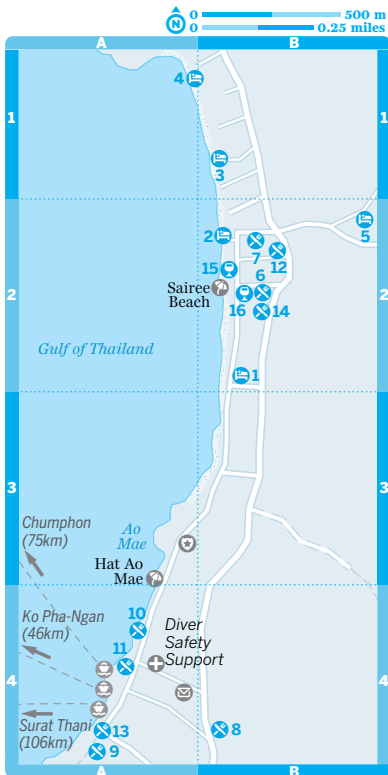 N
0 500 m
0 0.25 miles
A B
4
1 1
3
2
5
15
7
12
Sairee
Beach
6
2 2
16
14
Gulf of Thailand
1
3 3
Chumphon
(75km)
Ao
Mae
Hat Ao
Mae
Ko Pha-Ngan
(46km)
10
Diver
Safety
Support
11
4 4
Surat Thani
(106km)
13
8
9
A B